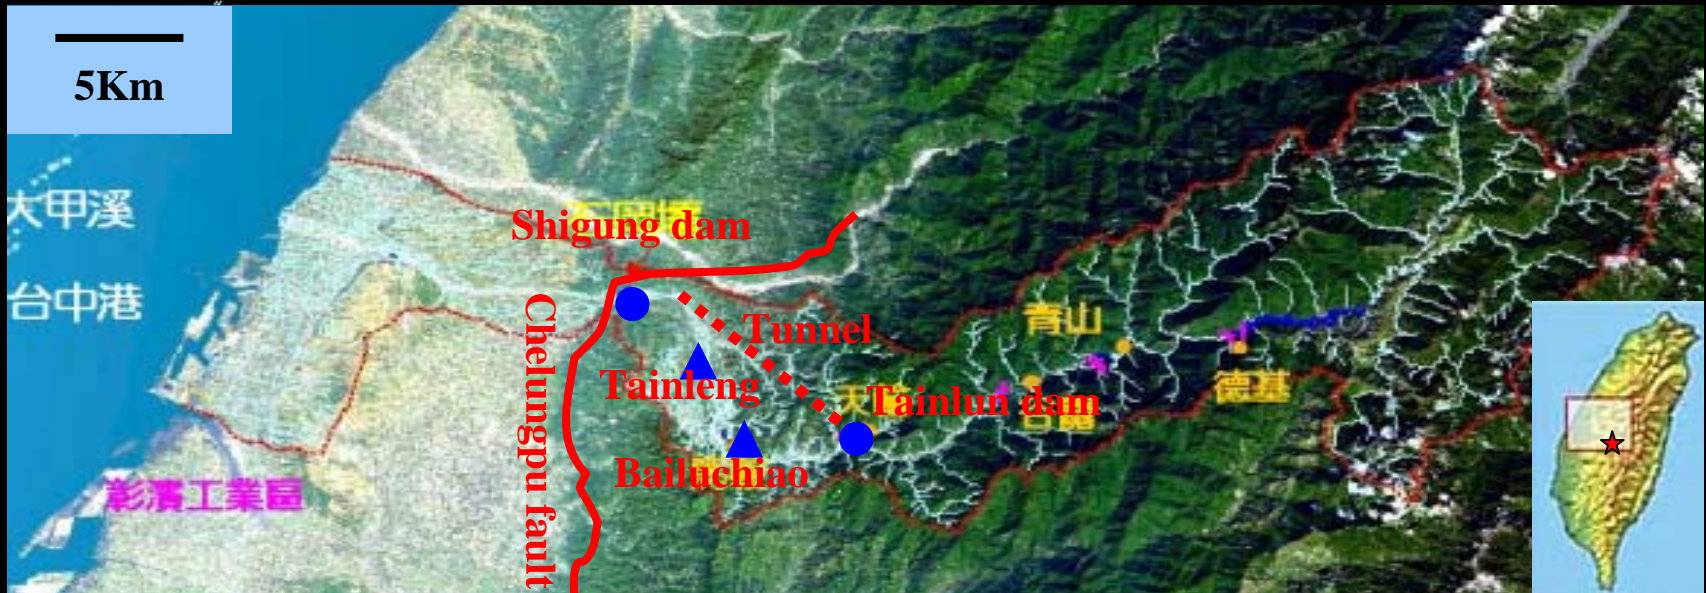 5Km
大甲溪
Shigung dam
台中港
Chelungpu fault
Tunnel
青山
Tainleng
德基
Tainlun dam
Bailuchiao
彰濱工業區